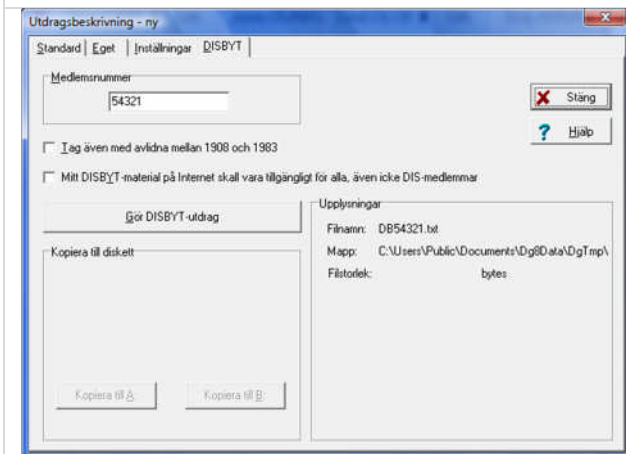 Utdragsbeskrivning - ny
Standard Eget Inställningar DISBYT
Medlemsnummer
54321
Stäng
Hjälp
Tag även med avlidna mellan 1908 och 1983
Mitt DISBYT-material på Internet skall vara tillgängligt för alla, även icke DIS-medlemmar
Gör DISBYT-utdrag
Upplysningar
Filnamn: DB54321.txt
Mapp: C:\Users\Public\Documents\Dg8Data\DgTmp\
Filstorlek: bytes
Kopiera till diskett
Kopiera till A: Kopiera till B: